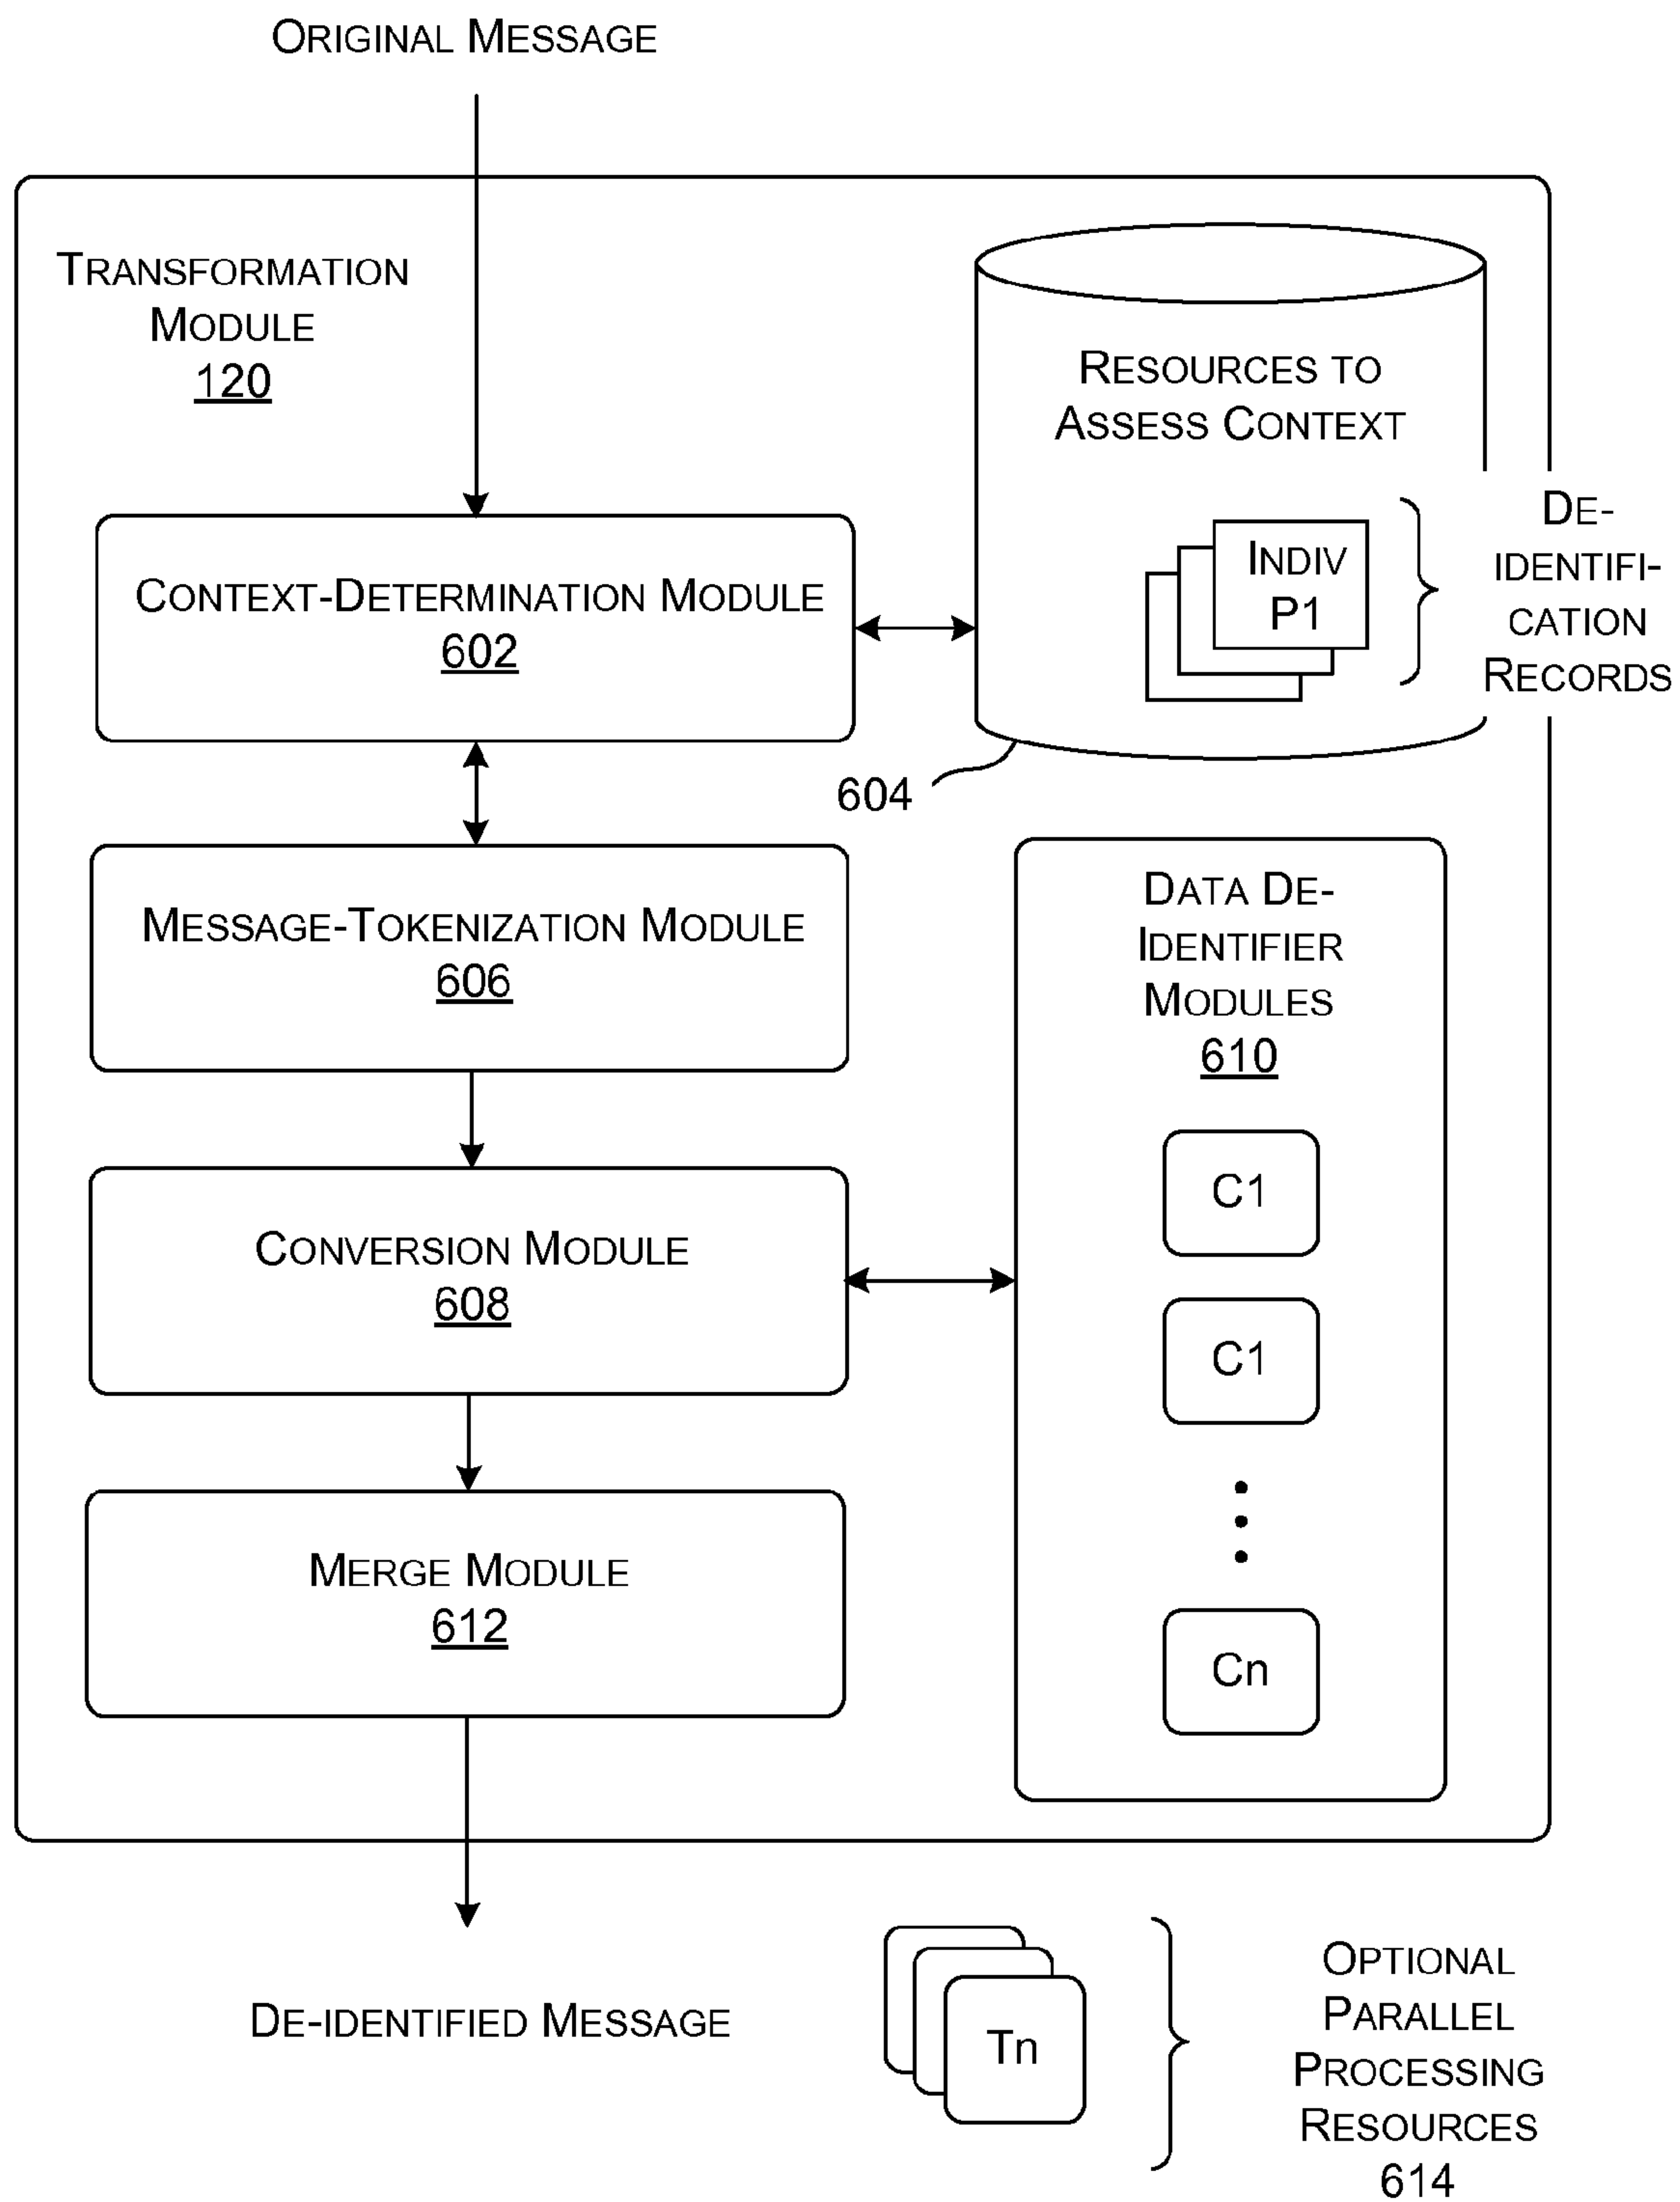 ORIGINAL MESSAGE
TRANSFORMATION
MODULE
120
RESOURCES TO
ASSESS CONTEXT
INDIV
P1
DE-
IDENTIFI-
CATION
RECORDS
CONTEXT-DETERMINATION MODULE
602
604
MESSAGE-TOKENIZATION MODULE
606
DATA DE-
IDENTIFIER
MODULES
610
C1
C1
Cn
CONVERSION MODULE
608
MERGE MODULE
612
DE-IDENTIFIED MESSAGE
Tn
OPTIONAL
PARALLEL
PROCESSING
RESOURCES
614